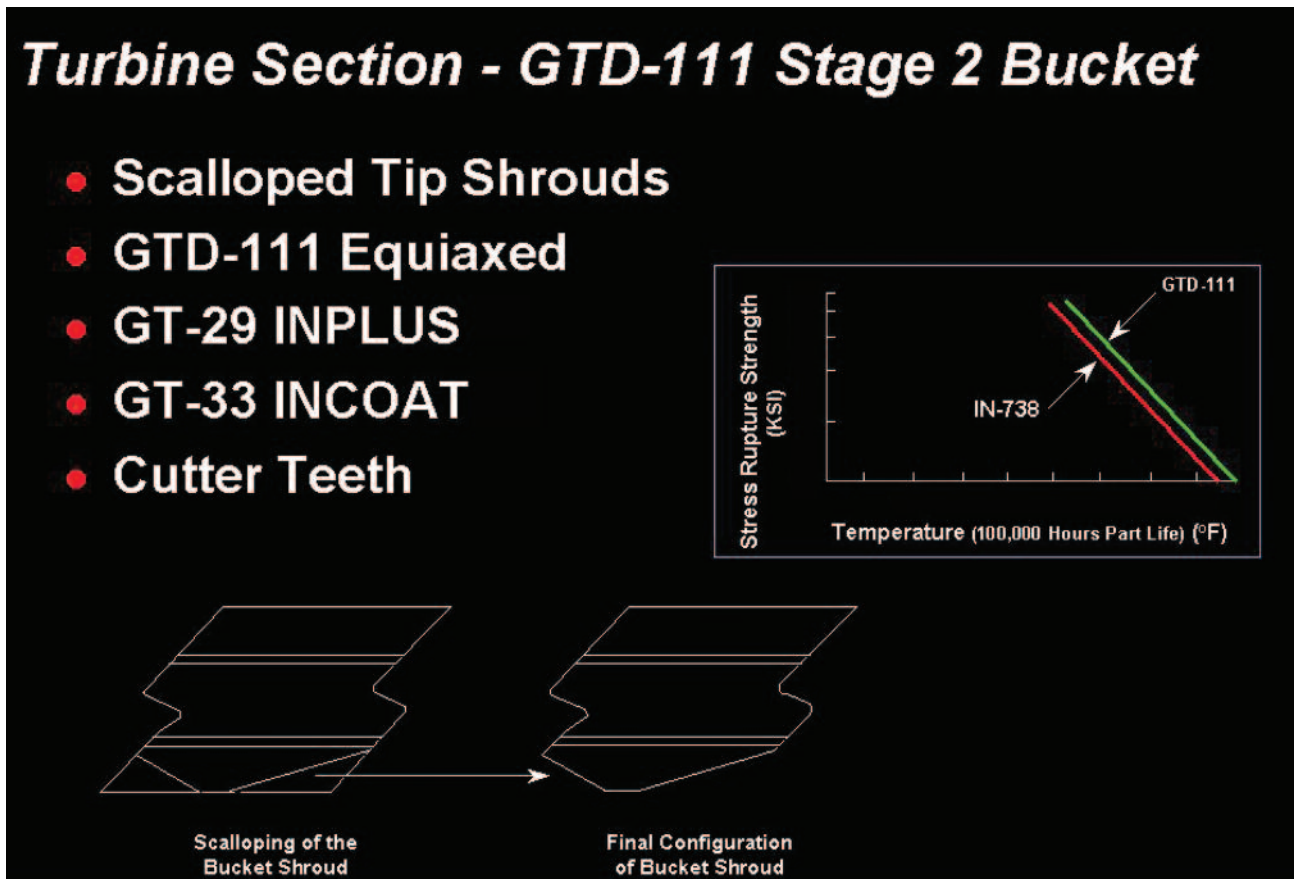 Turbine Section - GTD-111 Stage 2 Bucket
Scalloped Tip Shrouds
GTD-111 Equiaxed
GT-29 INPLUS
GT-33 INCOAT
Cutter Teeth
Stress Rupture Strength
(KSI)
GTD-111
IN-738
Temperature (100,000 Hours Part Life) (°F)
Scalloping of the
Bucket Shroud
Final Configuration
of Bucket Shroud